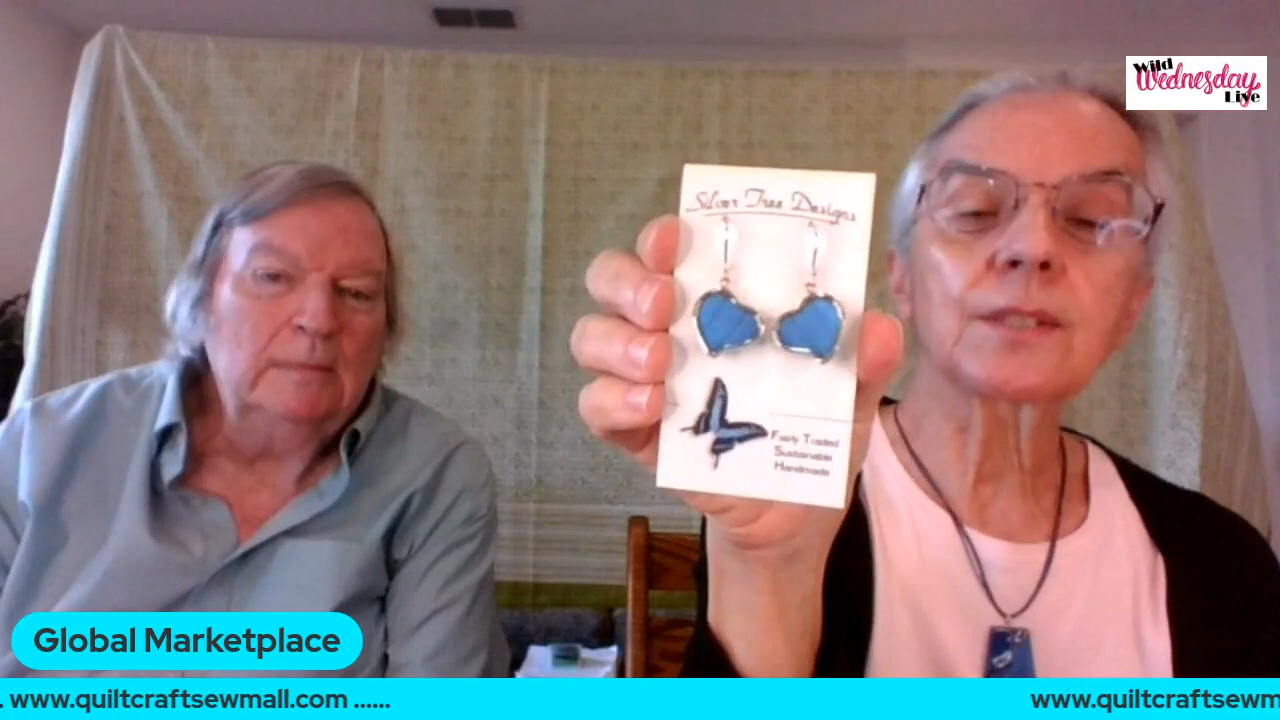 Wild
Wednesday
Live
Silver Tree Designs
Fairly Traded
Sustainable
Handmade
Global Marketplace
. www.quiltcraftsewmall.com ......
www.quiltcraftsewm